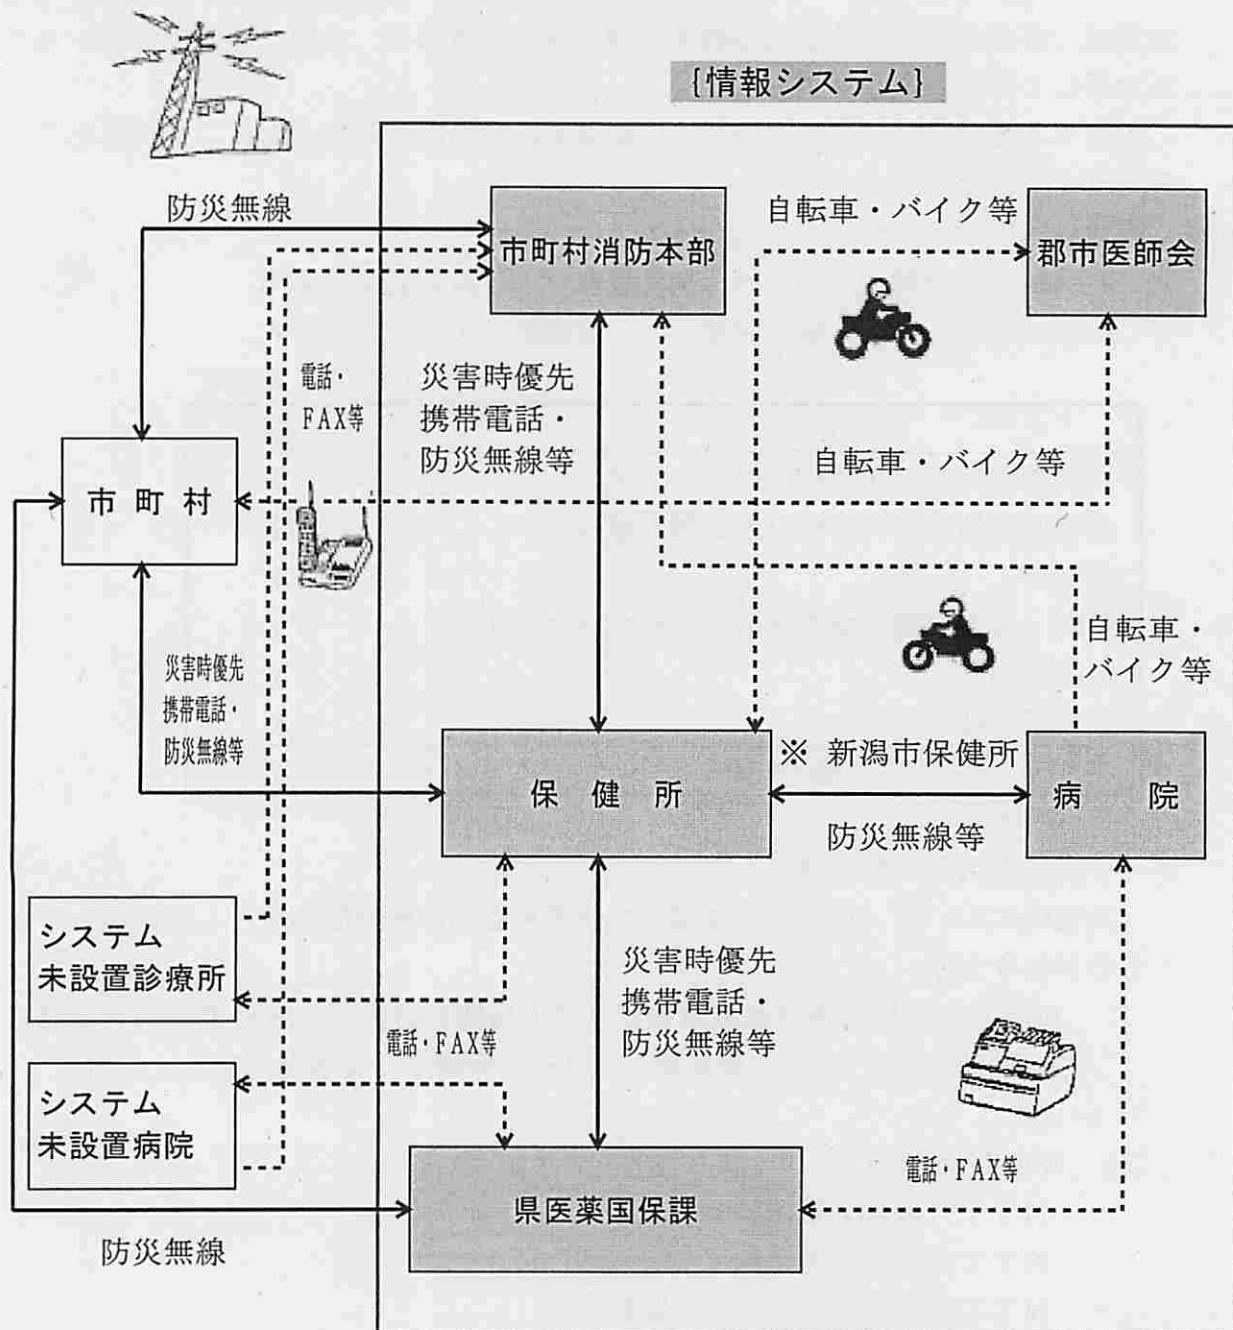 {情報システム}
防災無線
市町村消防本部
自転車・バイク等
郡市医師会
電話・
FAX等
災害時優先
携帯電話・
防災無線等
自転車・バイク等
市町村
自転車・
バイク等
災害時優先
携帯電話・
防災無線等
保健所
※ 新潟市保健所
病院
防災無線等
システム
未設置診療所
災害時優先
携帯電話・
防災無線等
電話・FAX等
システム
未設置病院
県医薬国保課
電話・FAX等
防災無線